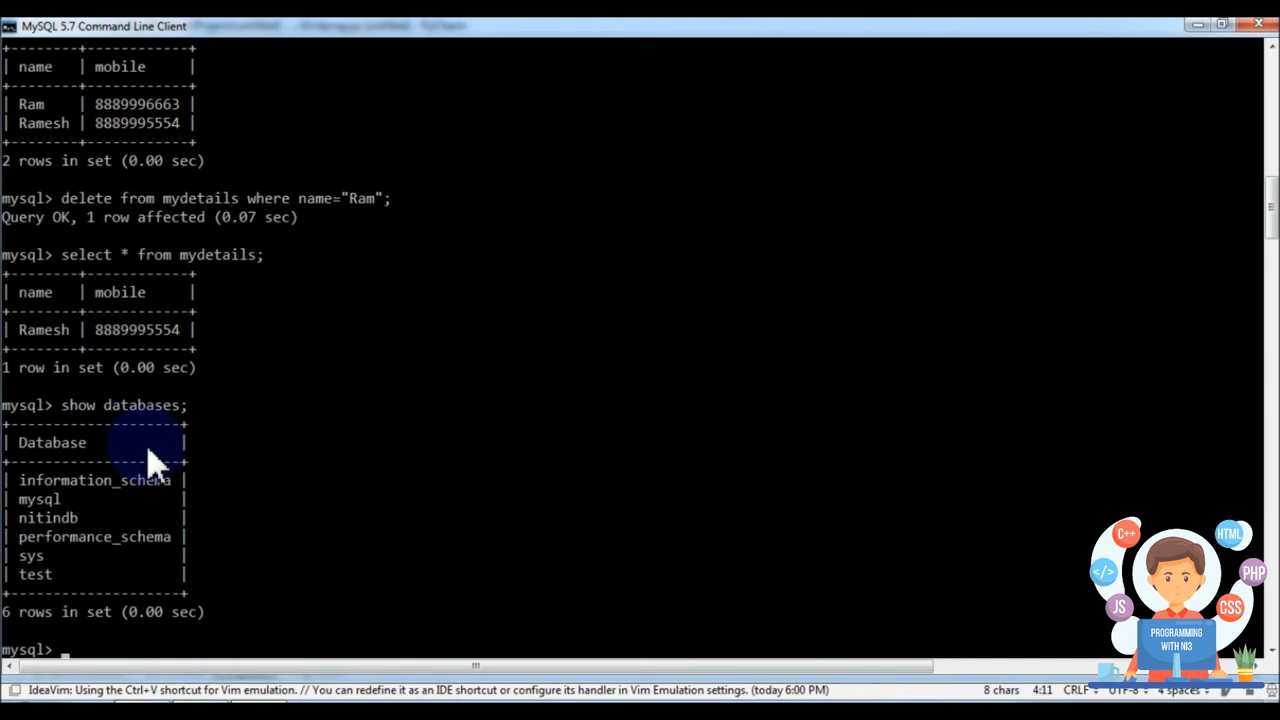 MySQL 5.7 Command Line Client
+--------+------------+
| name   | mobile     |
+--------+------------+
| Ram    | 8889996663 |
| Ramesh | 8889995554 |
+--------+------------+
2 rows in set (0.00 sec)
mysql> delete from mydetails where name="Ram";
Query OK, 1 row affected (0.07 sec)
mysql> select * from mydetails;
+--------+------------+
| name   | mobile     |
+--------+------------+
| Ramesh | 8889995554 |
+--------+------------+
1 row in set (0.00 sec)
mysql> show databases;
+--------------------+
| Database           |
+--------------------+
| information_schema |
| mysql              |
| nitindb            |
| performance_schema |
| sys                |
| test               |
+--------------------+
6 rows in set (0.00 sec)
mysql>
C++
HTML
</>
PHP
JS
CSS
PROGRAMMING
WITH NI3
IdeaVim: Using the Ctrl+V shortcut for Vim emulation. // You can redefine it as an IDE shortcut or configure its handler in Vim Emulation settings. (today 6:00 PM)
8 chars 4:11 CRLF UTF-8 4 spaces